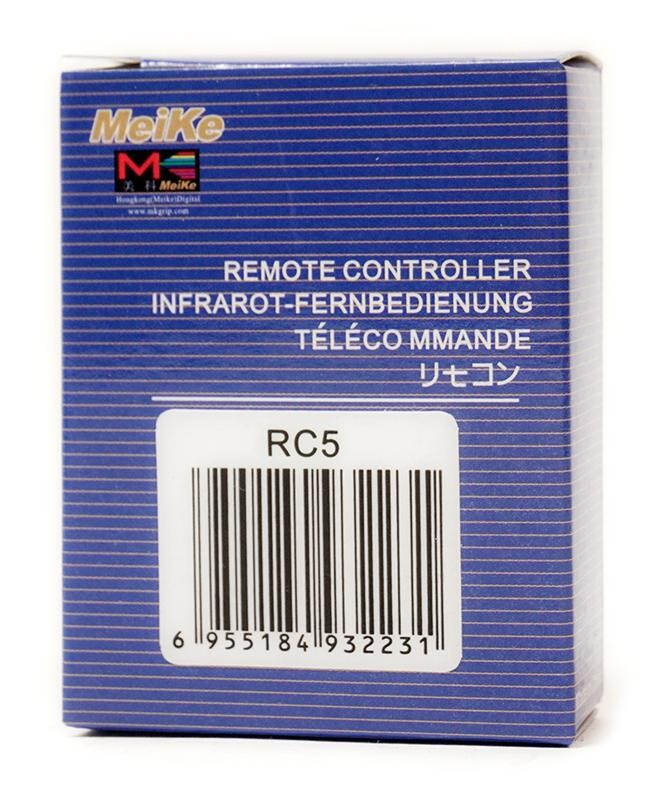 MeiKe
M
美科 MeiKe
Hongkong(Meike)Digital
www.mkgrip.com
REMOTE CONTROLLER
INFRAROT-FERNBEDIENUNG
TÉLÉCO MMANDE
リモコン
RC5
6 955184 932231